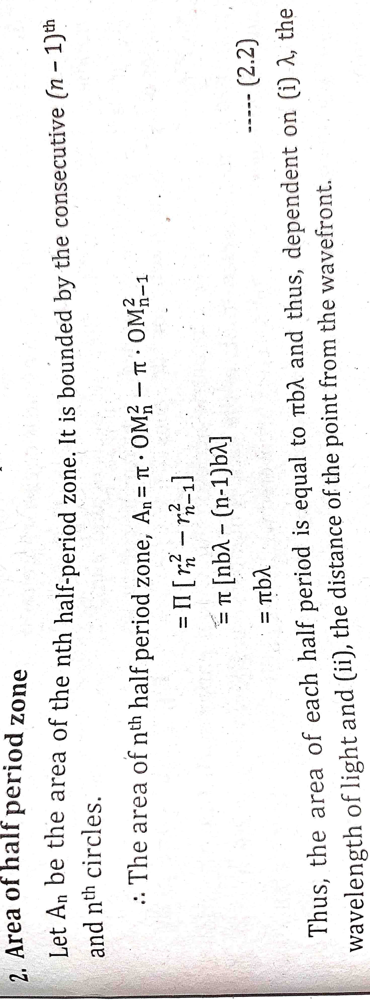 2. Area of half period zone
Let Aₙ be the area of the nth half-period zone. It is bounded by the consecutive (n – 1)ᵗʰ
and nᵗʰ circles.
∴ The area of nᵗʰ half period zone, Aₙ = π · OMₙ² – π · OMₙ₋₁²
= Π [ rₙ² – rₙ₋₁²]
= π [nbλ – (n-1)bλ]
= πbλ ------ (2.2)
Thus, the area of each half period is equal to πbλ and thus, dependent on (i) λ, the
wavelength of light and (ii), the distance of the point from the wavefront.